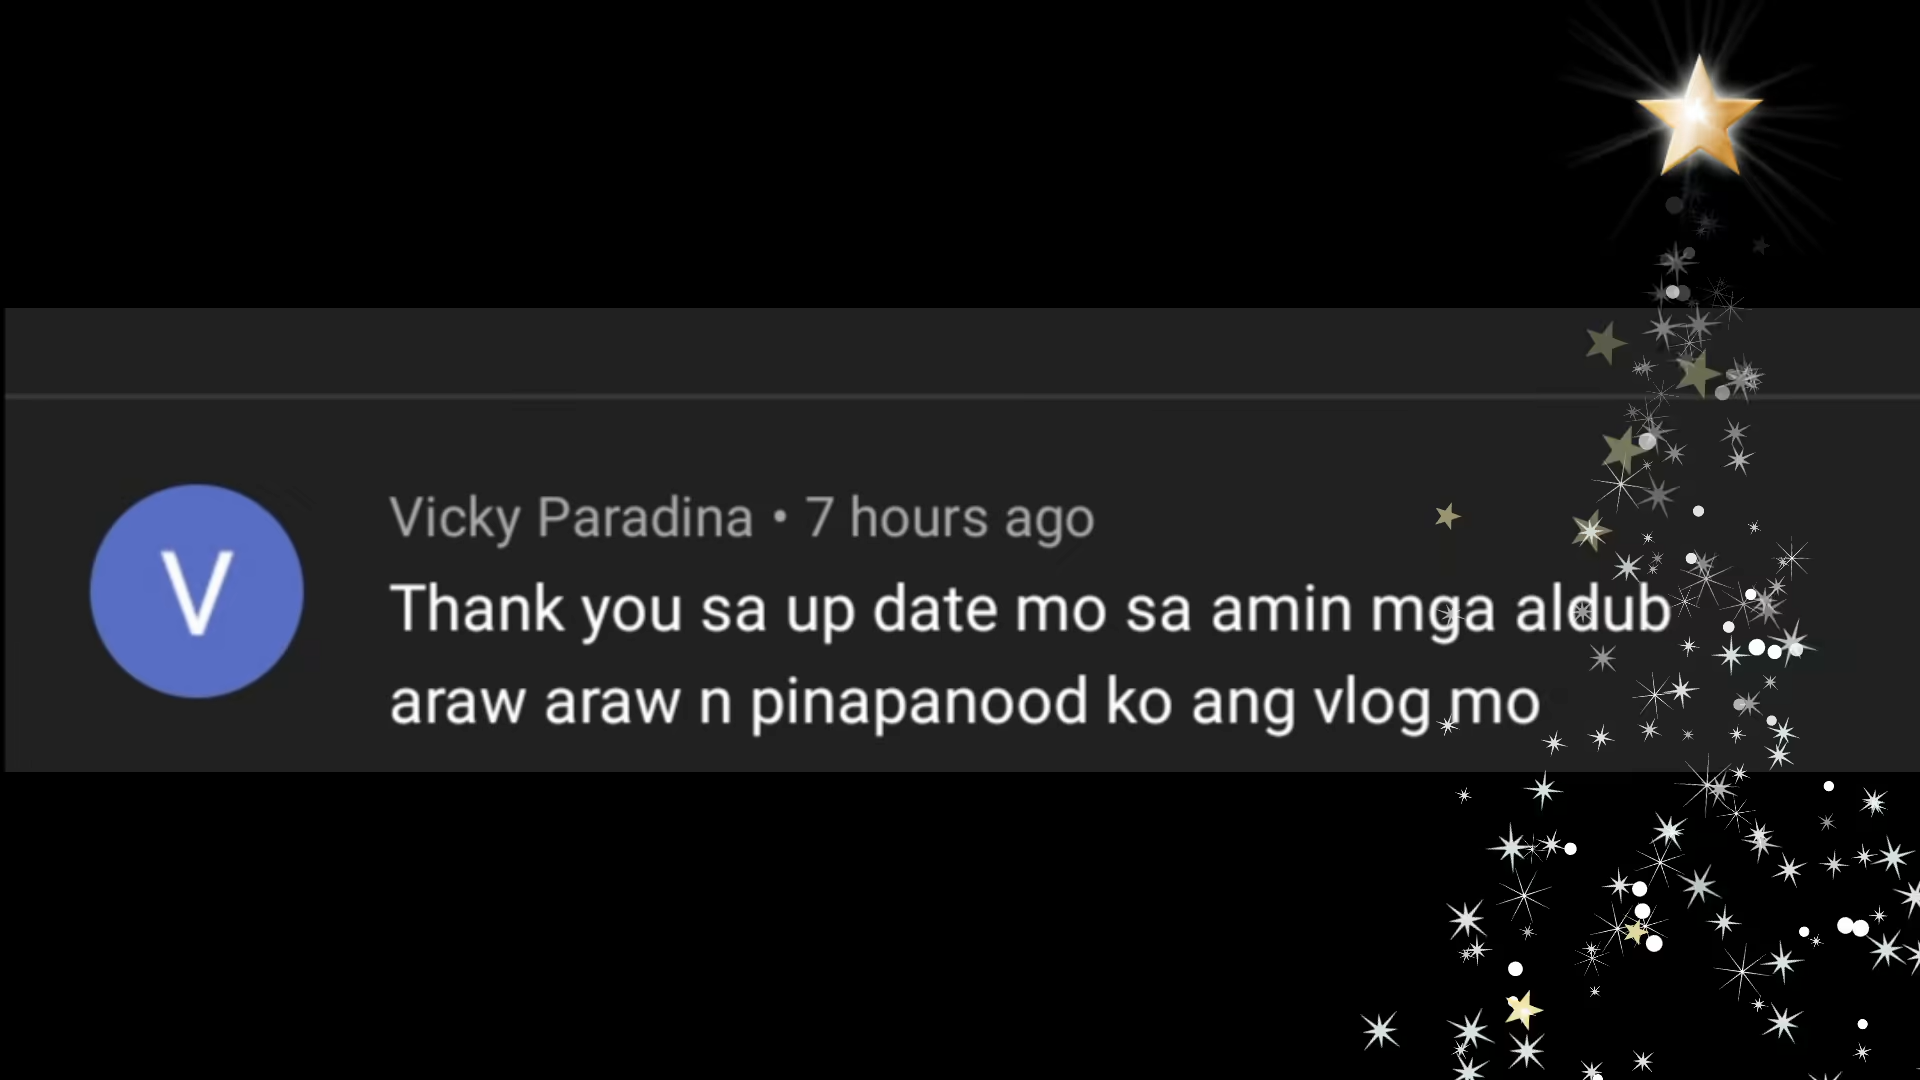 V
Vicky Paradina • 7 hours ago
Thank you sa up date mo sa amin mga aldub
araw araw n pinapanood ko ang vlog mo